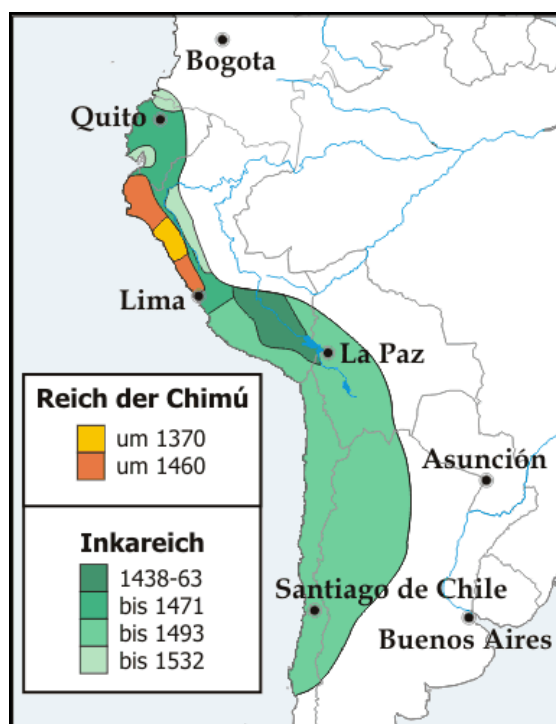 Bogota
Quito
Lima
La Paz
Reich der Chimú
um 1370
um 1460
Asunción
Inkareich
1438-63
bis 1471
bis 1493
bis 1532
Santiago de Chile
Buenos Aires